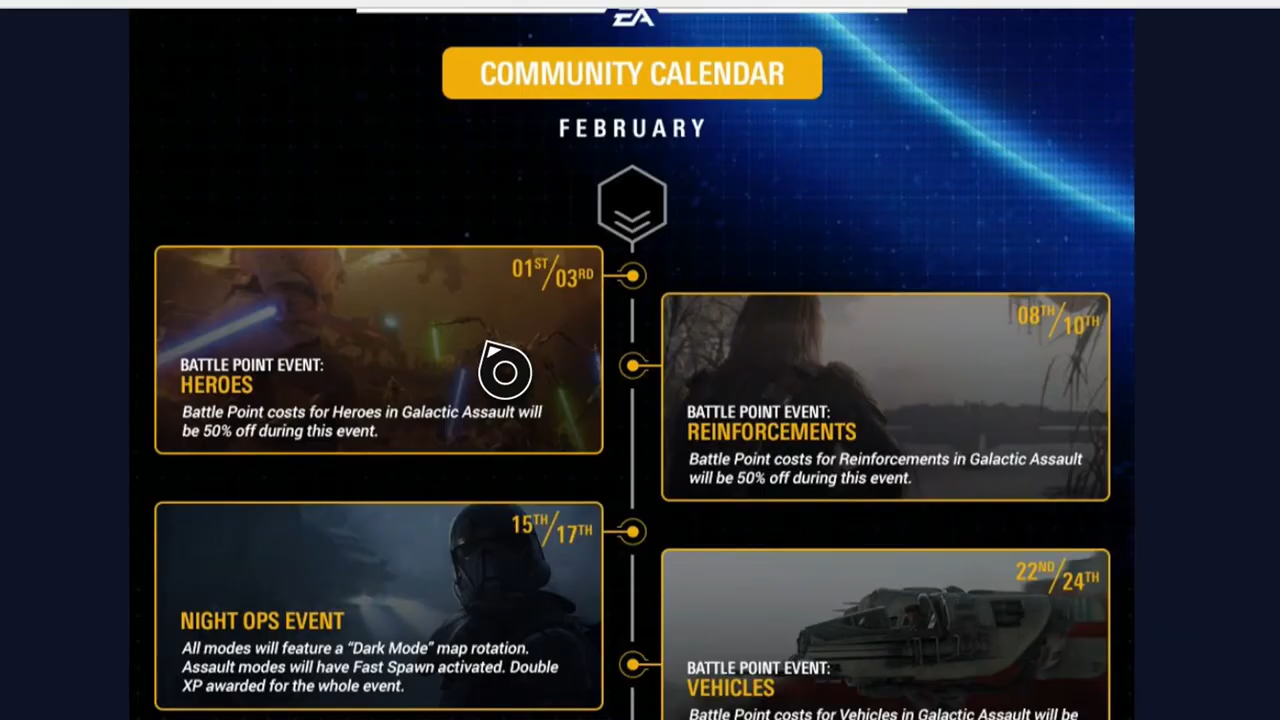 EA
COMMUNITY CALENDAR
FEBRUARY
01ST/03RD
BATTLE POINT EVENT:
HEROES
Battle Point costs for Heroes in Galactic Assault will
be 50% off during this event.
08TH/10TH
BATTLE POINT EVENT:
REINFORCEMENTS
Battle Point costs for Reinforcements in Galactic Assault
will be 50% off during this event.
15TH/17TH
NIGHT OPS EVENT
All modes will feature a “Dark Mode” map rotation.
Assault modes will have Fast Spawn activated. Double
XP awarded for the whole event.
22ND/24TH
BATTLE POINT EVENT:
VEHICLES
Battle Point costs for Vehicles in Galactic Assault will be